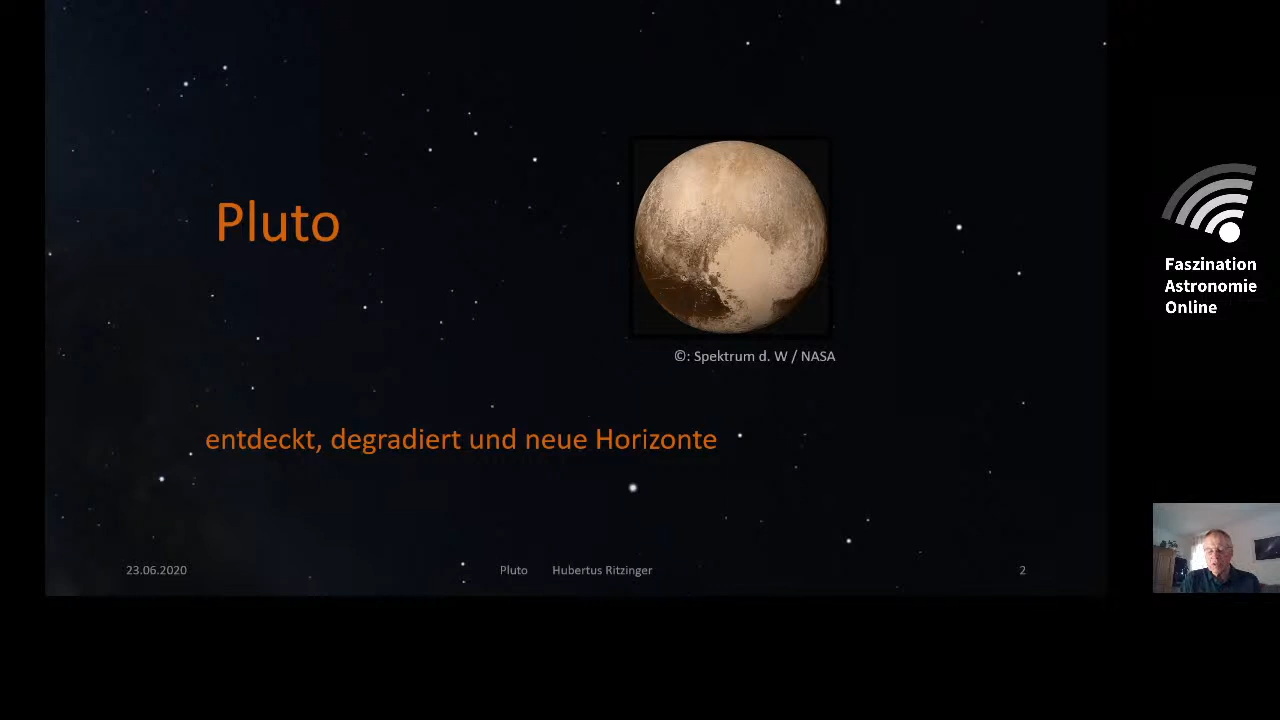 Pluto
©: Spektrum d. W / NASA
entdeckt, degradiert und neue Horizonte
23.06.2020
Pluto Hubertus Ritzinger
2
Faszination
Astronomie
Online